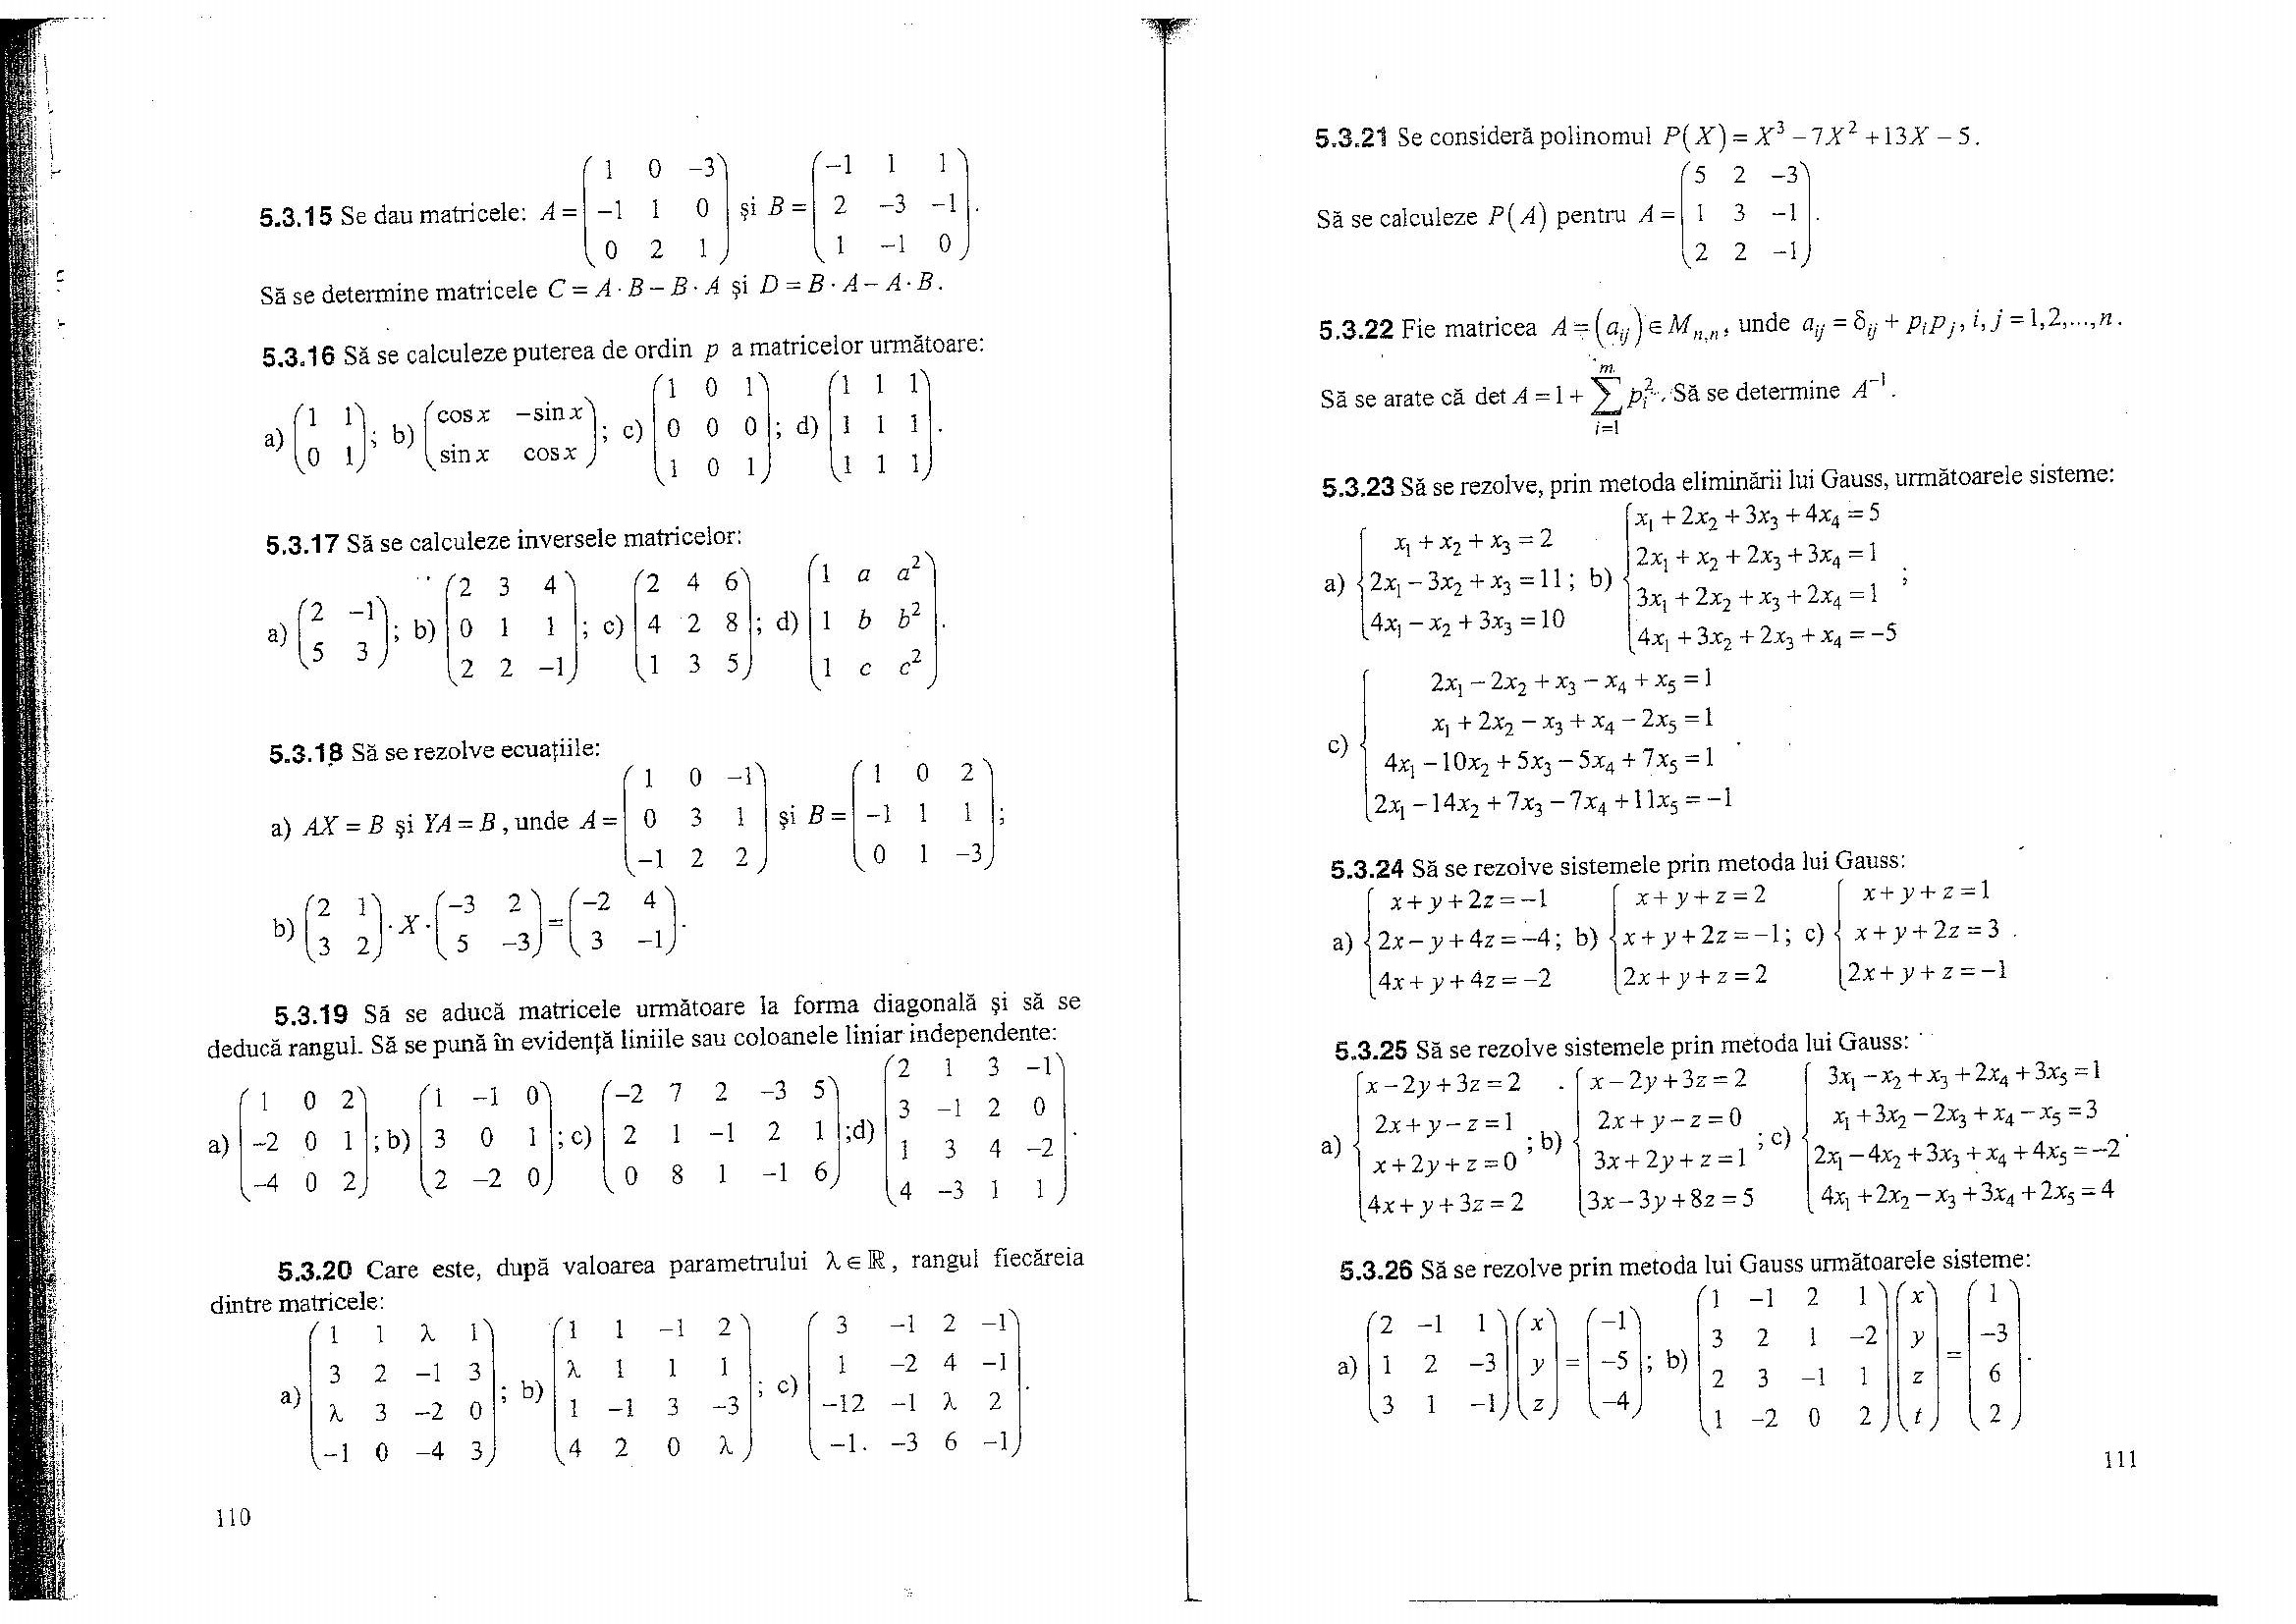 5.3.15 Se dau matricele: A = \begin{pmatrix} 1 & 0 & -3 \\ -1 & 1 & 0 \\ 0 & 2 & 1 \end{pmatrix} şi B = \begin{pmatrix} -1 & 1 & 1 \\ 2 & -3 & -1 \\ 1 & -1 & 0 \end{pmatrix}.
Să se determine matricele C = A · B – B · A şi D = B · A – A · B.
5.3.16 Să se calculeze puterea de ordin p a matricelor următoare:
a) \begin{pmatrix} 1 & 1 \\ 0 & 1 \end{pmatrix}; b) \begin{pmatrix} cos x & -sin x \\ sin x & cos x \end{pmatrix}; c) \begin{pmatrix} 1 & 0 & 1 \\ 0 & 0 & 0 \\ 1 & 0 & 1 \end{pmatrix}; d) \begin{pmatrix} 1 & 1 & 1 \\ 1 & 1 & 1 \\ 1 & 1 & 1 \end{pmatrix}.
5.3.17 Să se calculeze inversele matricelor:
a) \begin{pmatrix} 2 & -1 \\ 5 & 3 \end{pmatrix}; b) \begin{pmatrix} 2 & 3 & 4 \\ 0 & 1 & 1 \\ 2 & 2 & -1 \end{pmatrix}; c) \begin{pmatrix} 2 & 4 & 6 \\ 4 & 2 & 8 \\ 1 & 3 & 5 \end{pmatrix}; d) \begin{pmatrix} 1 & a & a^2 \\ 1 & b & b^2 \\ 1 & c & c^2 \end{pmatrix}.
5.3.18 Să se rezolve ecuaţiile:
a) AX = B şi YA = B, unde A = \begin{pmatrix} 1 & 0 & -1 \\ 0 & 3 & 1 \\ -1 & 2 & 2 \end{pmatrix} şi B = \begin{pmatrix} 1 & 0 & 2 \\ -1 & 1 & 1 \\ 0 & 1 & -3 \end{pmatrix};
b) \begin{pmatrix} 2 & 1 \\ 3 & 2 \end{pmatrix} · X · \begin{pmatrix} -3 & 2 \\ 5 & -3 \end{pmatrix} = \begin{pmatrix} -2 & 4 \\ 3 & -1 \end{pmatrix}.
5.3.19 Să se aducă matricele următoare la forma diagonală şi să se
deducă rangul. Să se pună în evidenţă liniile sau coloanele liniar independente:
a) \begin{pmatrix} 1 & 0 & 2 \\ -2 & 0 & 1 \\ -4 & 0 & 2 \end{pmatrix}; b) \begin{pmatrix} 1 & -1 & 0 \\ 3 & 0 & 1 \\ 2 & -2 & 0 \end{pmatrix}; c) \begin{pmatrix} -2 & 7 & 2 & -3 & 5 \\ 2 & 1 & -1 & 2 & 1 \\ 0 & 8 & 1 & -1 & 6 \end{pmatrix}; d) \begin{pmatrix} 2 & 1 & 3 & -1 \\ 3 & -1 & 2 & 0 \\ 1 & 3 & 4 & -2 \\ 4 & -3 & 1 & 1 \end{pmatrix}.
5.3.20 Care este, după valoarea parametrului λ ∈ ℝ, rangul fiecăreia
dintre matricele:
a) \begin{pmatrix} 1 & 1 & λ & 1 \\ 3 & 2 & -1 & 3 \\ λ & 3 & -2 & 0 \\ -1 & 0 & -4 & 3 \end{pmatrix}; b) \begin{pmatrix} 1 & 1 & -1 & 2 \\ λ & 1 & 1 & 1 \\ 1 & -1 & 3 & -3 \\ 4 & 2 & 0 & λ \end{pmatrix}; c) \begin{pmatrix} 3 & -1 & 2 & -1 \\ 1 & -2 & 4 & -1 \\ -12 & -1 & λ & 2 \\ -1. & -3 & 6 & -1 \end{pmatrix}.
110
5.3.21 Se consideră polinomul P(X) = X^3 – 7X^2 + 13X – 5.
Să se calculeze P(A) pentru A = \begin{pmatrix} 5 & 2 & -3 \\ 1 & 3 & -1 \\ 2 & 2 & -1 \end{pmatrix}.
5.3.22 Fie matricea A = (a_{ij}) ∈ M_{n,n}, unde a_{ij} = δ_{ij} + p_i p_j, i, j = 1,2,...,n.
Să se arate că det A = 1 + \sum_{i=1}^{m} p_i^2. Să se determine A^{-1}.
5.3.23 Să se rezolve, prin metoda eliminării lui Gauss, următoarele sisteme:
a) \begin{cases} x_1 + x_2 + x_3 = 2 \\ 2x_1 - 3x_2 + x_3 = 11 \\ 4x_1 - x_2 + 3x_3 = 10 \end{cases}; b) \begin{cases} x_1 + 2x_2 + 3x_3 + 4x_4 = 5 \\ 2x_1 + x_2 + 2x_3 + 3x_4 = 1 \\ 3x_1 + 2x_2 + x_3 + 2x_4 = 1 \\ 4x_1 + 3x_2 + 2x_3 + x_4 = -5 \end{cases};
c) \begin{cases} 2x_1 - 2x_2 + x_3 - x_4 + x_5 = 1 \\ x_1 + 2x_2 - x_3 + x_4 - 2x_5 = 1 \\ 4x_1 - 10x_2 + 5x_3 - 5x_4 + 7x_5 = 1 \\ 2x_1 - 14x_2 + 7x_3 - 7x_4 + 11x_5 = -1 \end{cases}.
5.3.24 Să se rezolve sistemele prin metoda lui Gauss:
a) \begin{cases} x + y + 2z = -1 \\ 2x - y + 4z = -4 \\ 4x + y + 4z = -2 \end{cases}; b) \begin{cases} x + y + z = 2 \\ x + y + 2z = -1 \\ 2x + y + z = 2 \end{cases}; c) \begin{cases} x + y + z = 1 \\ x + y + 2z = 3 \\ 2x + y + z = -1 \end{cases}.
5.3.25 Să se rezolve sistemele prin metoda lui Gauss:
a) \begin{cases} x - 2y + 3z = 2 \\ 2x + y - z = 1 \\ x + 2y + z = 0 \\ 4x + y + 3z = 2 \end{cases}; b) \begin{cases} x - 2y + 3z = 2 \\ 2x + y - z = 0 \\ 3x + 2y + z = 1 \\ 3x - 3y + 8z = 5 \end{cases}; c) \begin{cases} 3x_1 - x_2 + x_3 + 2x_4 + 3x_5 = 1 \\ x_1 + 3x_2 - 2x_3 + x_4 - x_5 = 3 \\ 2x_1 - 4x_2 + 3x_3 + x_4 + 4x_5 = -2 \\ 4x_1 + 2x_2 - x_3 + 3x_4 + 2x_5 = 4 \end{cases}.
5.3.26 Să se rezolve prin metoda lui Gauss următoarele sisteme:
a) \begin{pmatrix} 2 & -1 & 1 \\ 1 & 2 & -3 \\ 3 & 1 & -1 \end{pmatrix} \begin{pmatrix} x \\ y \\ z \end{pmatrix} = \begin{pmatrix} -1 \\ -5 \\ -4 \end{pmatrix}; b) \begin{pmatrix} 1 & -1 & 2 & 1 \\ 3 & 2 & 1 & -2 \\ 2 & 3 & -1 & 1 \\ 1 & -2 & 0 & 2 \end{pmatrix} \begin{pmatrix} x \\ y \\ z \\ t \end{pmatrix} = \begin{pmatrix} 1 \\ -3 \\ 6 \\ 2 \end{pmatrix}.
111